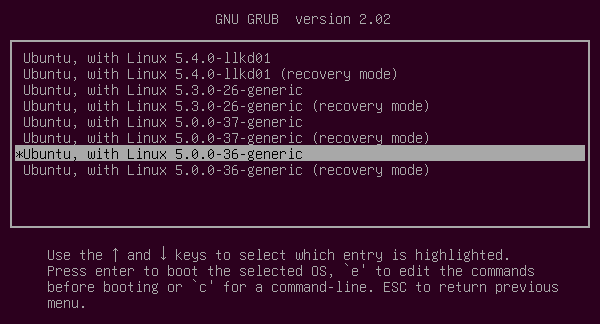 GNU GRUB  version 2.02
Ubuntu, with Linux 5.4.0-llkd01
Ubuntu, with Linux 5.4.0-llkd01 (recovery mode)
Ubuntu, with Linux 5.3.0-26-generic
Ubuntu, with Linux 5.3.0-26-generic (recovery mode)
Ubuntu, with Linux 5.0.0-37-generic
Ubuntu, with Linux 5.0.0-37-generic (recovery mode)
*Ubuntu, with Linux 5.0.0-36-generic
Ubuntu, with Linux 5.0.0-36-generic (recovery mode)
Use the ↑ and ↓ keys to select which entry is highlighted.
Press enter to boot the selected OS, `e' to edit the commands
before booting or `c' for a command-line. ESC to return previous
menu.